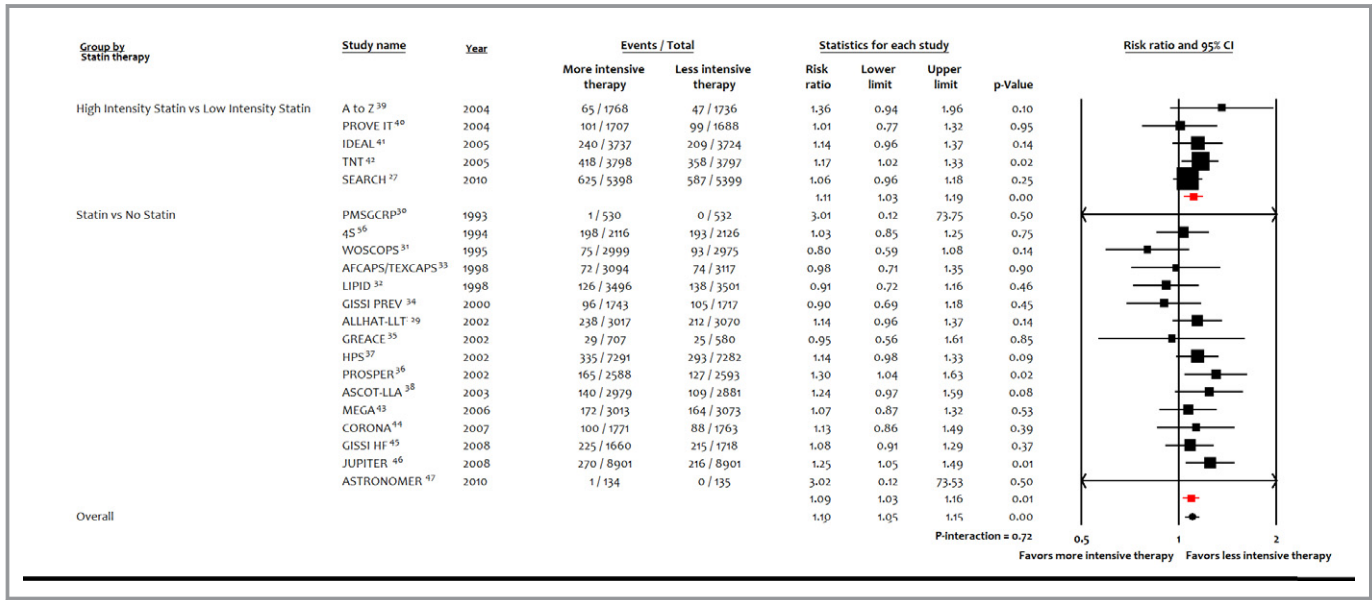 Group by Study name Year Events / Total Statistics for each study Risk ratio and 95% CI
Statin therapy
More intensive therapy Less intensive therapy Risk ratio Lower limit Upper limit p-Value
High Intensity Statin vs Low Intensity Statin A to Z 39 2004 65 / 1768 47 / 1736 1.36 0.94 1.96 0.10
PROVE IT 40 2004 101 / 1707 99 / 1688 1.01 0.77 1.32 0.95
IDEAL 41 2005 240 / 3737 209 / 3724 1.14 0.96 1.37 0.14
TNT 42 2005 418 / 3798 358 / 3797 1.17 1.02 1.33 0.02
SEARCH 27 2010 625 / 5398 587 / 5399 1.06 0.96 1.18 0.25
1.11 1.03 1.19 0.00
Statin vs No Statin PMSGCRP 30 1993 1 / 530 0 / 532 3.01 0.12 73.75 0.50
4S 56 1994 198 / 2116 193 / 2126 1.03 0.85 1.25 0.75
WOSCOPS 31 1995 75 / 2999 93 / 2975 0.80 0.59 1.08 0.14
AFCAPS/TEXCAPS 33 1998 72 / 3094 74 / 3117 0.98 0.71 1.35 0.90
LIPID 32 1998 126 / 3496 138 / 3501 0.91 0.72 1.16 0.46
GISSI PREV 34 2000 96 / 1743 105 / 1717 0.90 0.69 1.18 0.45
ALLHAT-LLT 29 2002 238 / 3017 212 / 3070 1.14 0.96 1.37 0.14
GREACE 35 2002 29 / 707 25 / 580 0.95 0.56 1.61 0.85
HPS 37 2002 335 / 7291 293 / 7282 1.14 0.98 1.33 0.09
PROSPER 36 2002 165 / 2588 127 / 2593 1.30 1.04 1.63 0.02
ASCOT-LLA 38 2003 140 / 2979 109 / 2881 1.24 0.97 1.59 0.08
MEGA 43 2006 172 / 3013 164 / 3073 1.07 0.87 1.32 0.53
CORONA 44 2007 100 / 1771 88 / 1763 1.13 0.86 1.49 0.39
GISSI HF 45 2008 225 / 1660 215 / 1718 1.08 0.91 1.29 0.37
JUPITER 46 2008 270 / 8901 216 / 8901 1.25 1.05 1.49 0.01
ASTRONOMER 47 2010 1 / 134 0 / 135 3.02 0.12 73.53 0.50
1.09 1.03 1.16 0.01
Overall 1.10 1.05 1.15 0.00
P-Interaction = 0.72 0.5 1 2
Favors more intensive therapy Favors less intensive therapy